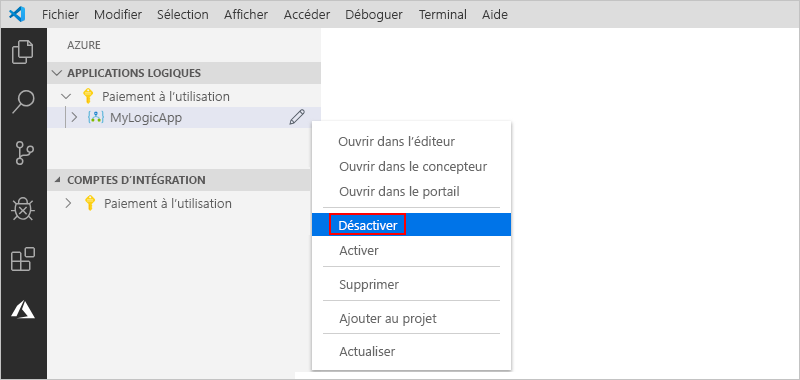 Fichier Modifier Sélection Afficher Accéder Déboguer Terminal Aide
AZURE
APPLICATIONS LOGIQUES
Paiement à l'utilisation
MyLogicApp
COMPTES D'INTÉGRATION
Paiement à l'utilisation
Ouvrir dans l'éditeur
Ouvrir dans le concepteur
Ouvrir dans le portail
Désactiver
Activer
Supprimer
Ajouter au projet
Actualiser